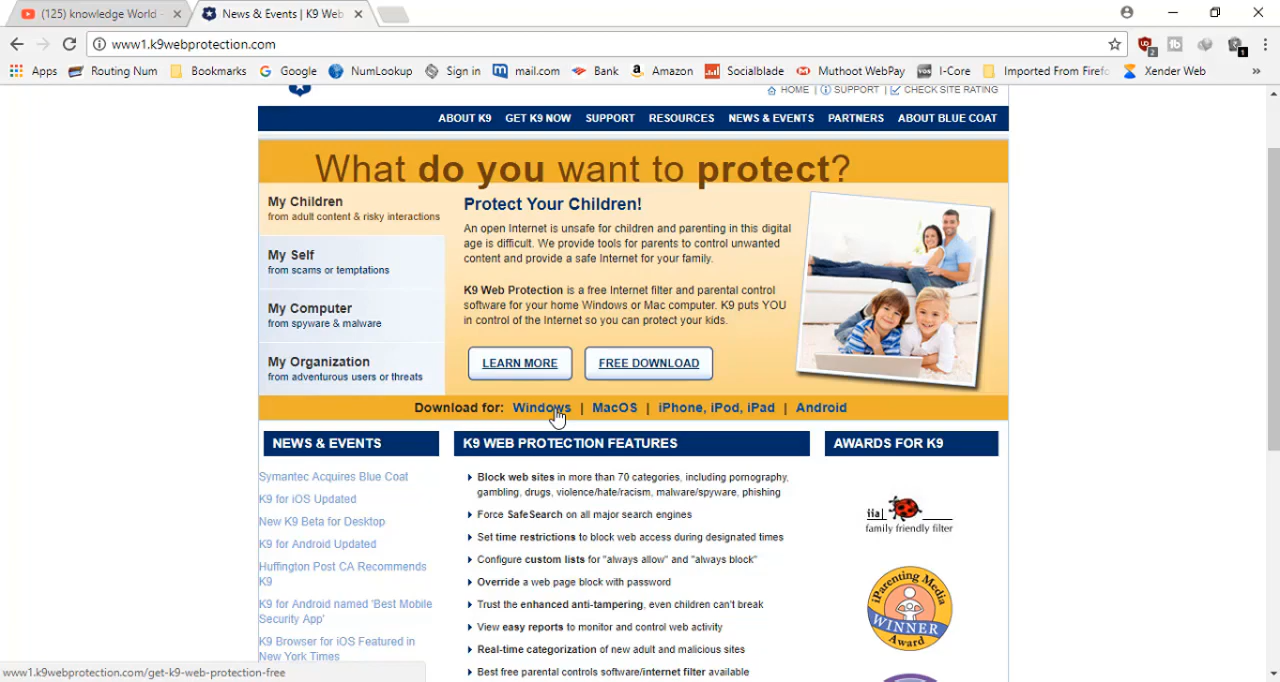 (125) knowledge World -
News & Events | K9 Web
www1.k9webprotection.com
Apps Routing Num Bookmarks Google NumLookup Sign in mail.com Bank Amazon Socialblade Muthoot WebPay I-Core Imported From Firefo Xender Web »
HOME | SUPPORT | CHECK SITE RATING
ABOUT K9 GET K9 NOW SUPPORT RESOURCES NEWS & EVENTS PARTNERS ABOUT BLUE COAT
What do you want to protect?
My Children
from adult content & risky interactions
My Self
from scams or temptations
My Computer
from spyware & malware
My Organization
from adventurous users or threats
Protect Your Children!
An open Internet is unsafe for children and parenting in this digital
age is difficult. We provide tools for parents to control unwanted
content and provide a safe Internet for your family.
K9 Web Protection is a free Internet filter and parental control
software for your home Windows or Mac computer. K9 puts YOU
in control of the Internet so you can protect your kids.
LEARN MORE FREE DOWNLOAD
Download for: Windows | MacOS | iPhone, iPod, iPad | Android
NEWS & EVENTS
Symantec Acquires Blue Coat
K9 for iOS Updated
New K9 Beta for Desktop
K9 for Android Updated
Huffington Post CA Recommends
K9
K9 for Android named 'Best Mobile
Security App'
K9 Browser for iOS Featured in
New York Times
K9 WEB PROTECTION FEATURES
Block web sites in more than 70 categories, including pornography,
gambling, drugs, violence/hate/racism, malware/spyware, phishing
Force SafeSearch on all major search engines
Set time restrictions to block web access during designated times
Configure custom lists for "always allow" and "always block"
Override a web page block with password
Trust the enhanced anti-tampering, even children can't break
View easy reports to monitor and control web activity
Real-time categorization of new adult and malicious sites
Best free parental controls software/internet filter available
AWARDS FOR K9
iia
family friendly filter
iParenting Media
WINNER
Award
www1.k9webprotection.com/get-k9-web-protection-free